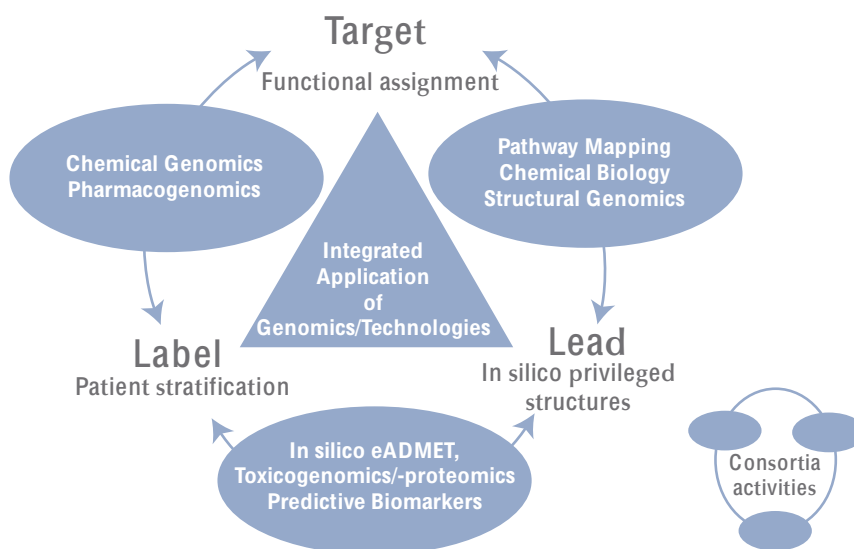 Target
Functional assignment
Chemical Genomics
Pharmacogenomics
Pathway Mapping
Chemical Biology
Structural Genomics
Integrated
Application
of
Genomics/Technologies
Label
Patient stratification
Lead
In silico privileged
structures
In silico eADMET,
Toxicogenomics/-proteomics
Predictive Biomarkers
Consortia
activities